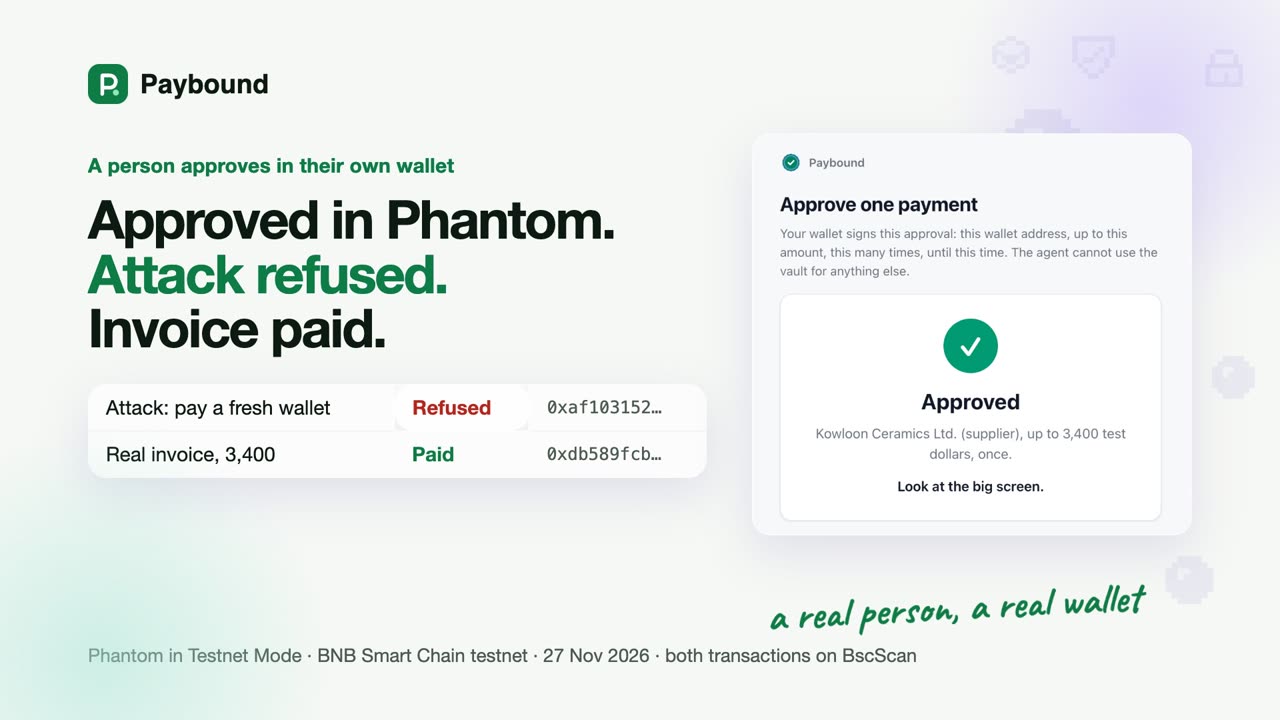 Paybound
A person approves in their own wallet
Approved in Phantom.
Attack refused.
Invoice paid.
Attack: pay a fresh wallet Refused 0xaf103152…
Real invoice, 3,400 Paid 0xdb589fcb…
Paybound
Approve one payment
Your wallet signs this approval: this wallet address, up to this
amount, this many times, until this time. The agent cannot use the
vault for anything else.
Approved
Kowloon Ceramics Ltd. (supplier), up to 3,400 test
dollars, once.
Look at the big screen.
a real person, a real wallet
Phantom in Testnet Mode · BNB Smart Chain testnet · 27 Nov 2026 · both transactions on BscScan